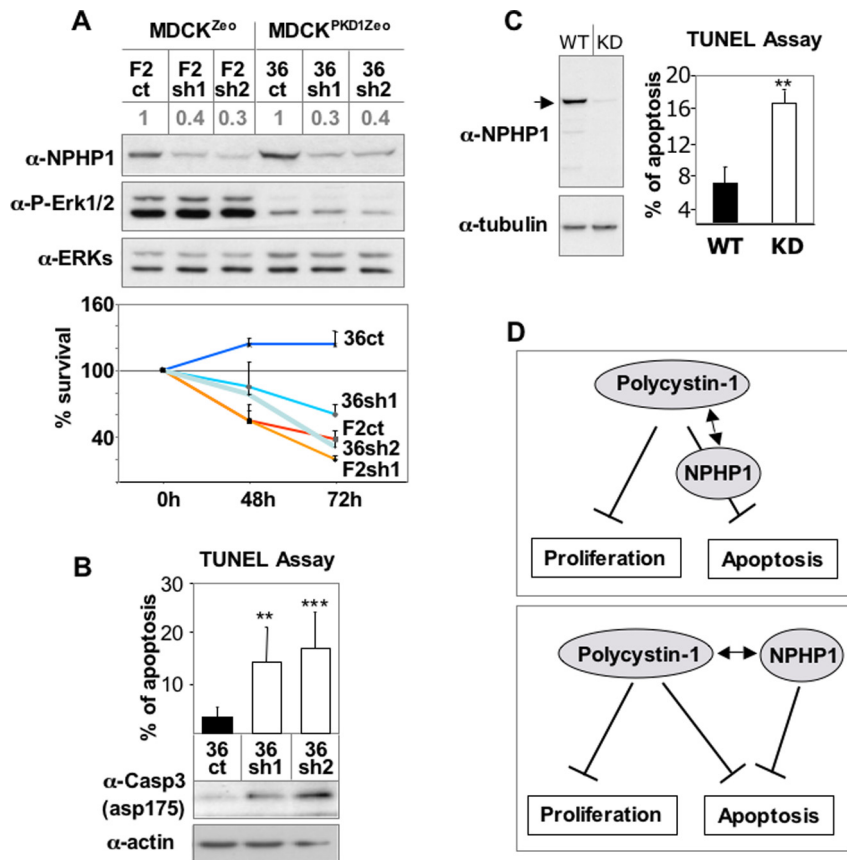 A
MDCK^Zeo MDCK^PKD1Zeo
F2 ct F2 sh1 F2 sh2 36 ct 36 sh1 36 sh2
1 0.4 0.3 1 0.3 0.4
α-NPHP1
α-P-Erk1/2
α-ERKs
160
100
40
% survival
36ct
36sh1
F2ct
36sh2
F2sh1
0h 48h 72h
B
TUNEL Assay
30
20
10
% of apoptosis
** ***
36 ct 36 sh1 36 sh2
α-Casp3
(asp175)
α-actin
C
WT KD
α-NPHP1
α-tubulin
TUNEL Assay
20
16
12
8
4
% of apoptosis
**
WT KD
D
Polycystin-1
NPHP1
Proliferation Apoptosis
Polycystin-1 NPHP1
Proliferation Apoptosis